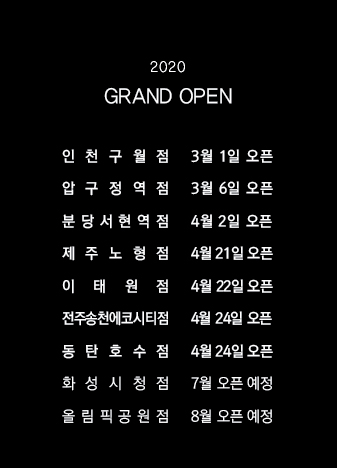 2020
GRAND OPEN
인천구월점 3월 1일 오픈
압구정역점 3월 6일 오픈
분당서현역점 4월 2일 오픈
제주노형점 4월 21일 오픈
이태원점 4월 22일 오픈
전주송천에코시티점 4월 24일 오픈
동탄호수점 4월 24일 오픈
화성시청점 7월 오픈 예정
올림픽공원점 8월 오픈 예정